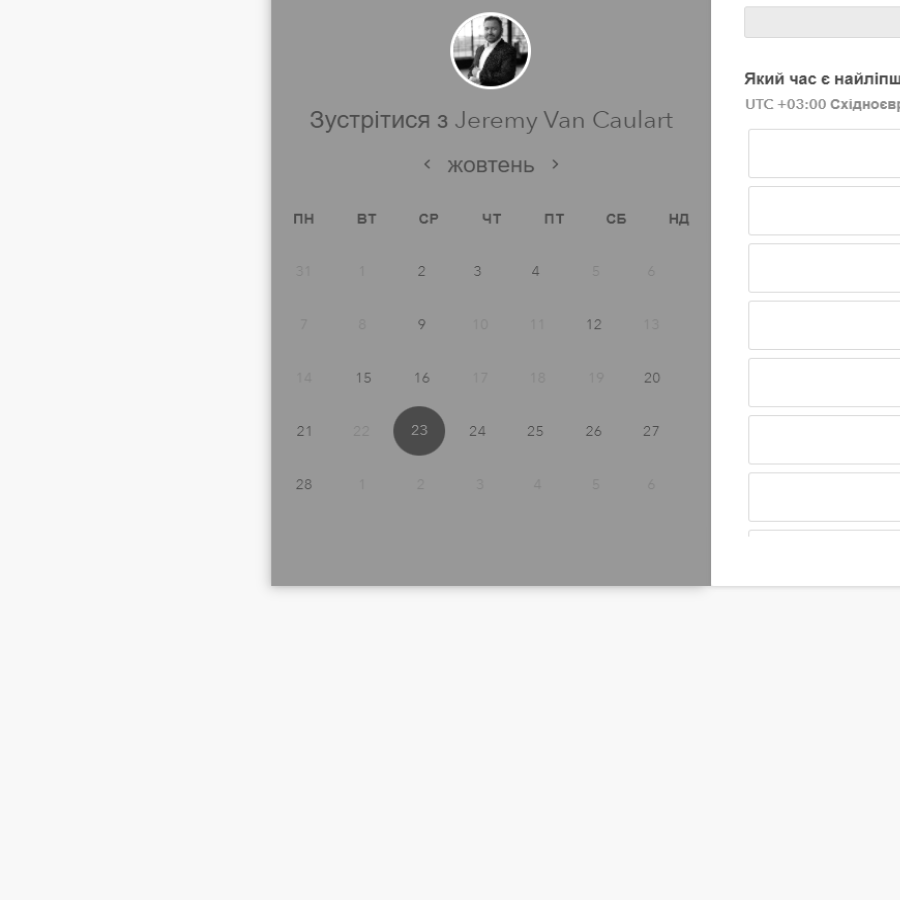 Зустрітися з Jeremy Van Caulart
< жовтень >
ПН ВТ СР ЧТ ПТ СБ НД
31 1 2 3 4 5 6
7 8 9 10 11 12 13
14 15 16 17 18 19 20
21 22 23 24 25 26 27
28 1 2 3 4 5 6
Який час є найліпш
UTC +03:00 Східноєвр